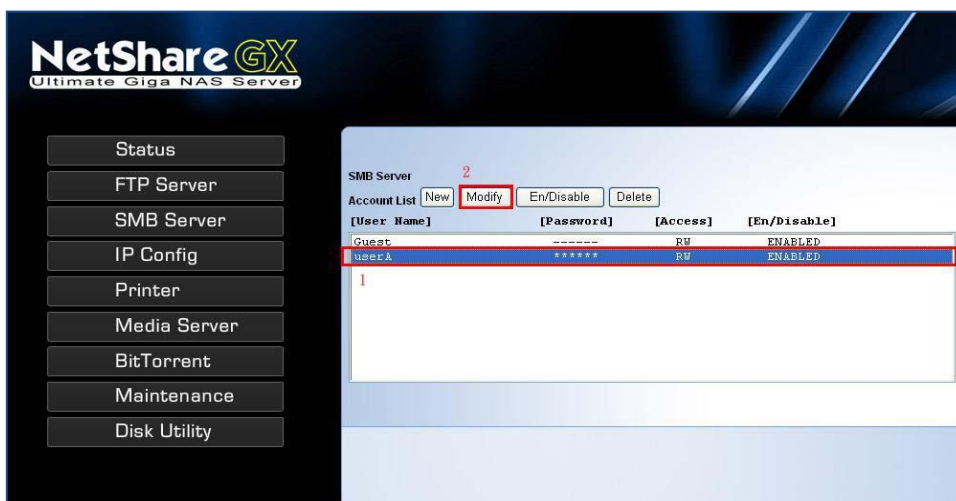 NetShare GX
Ultimate Giga NAS Server
Status
FTP Server
SMB Server
IP Config
Printer
Media Server
BitTorrent
Maintenance
Disk Utility
SMB Server
2
Account List New Modify En/Disable Delete
[User Name] [Password] [Access] [En/Disable]
Guest ------ RW ENABLED
userA ****** RW ENABLED
1